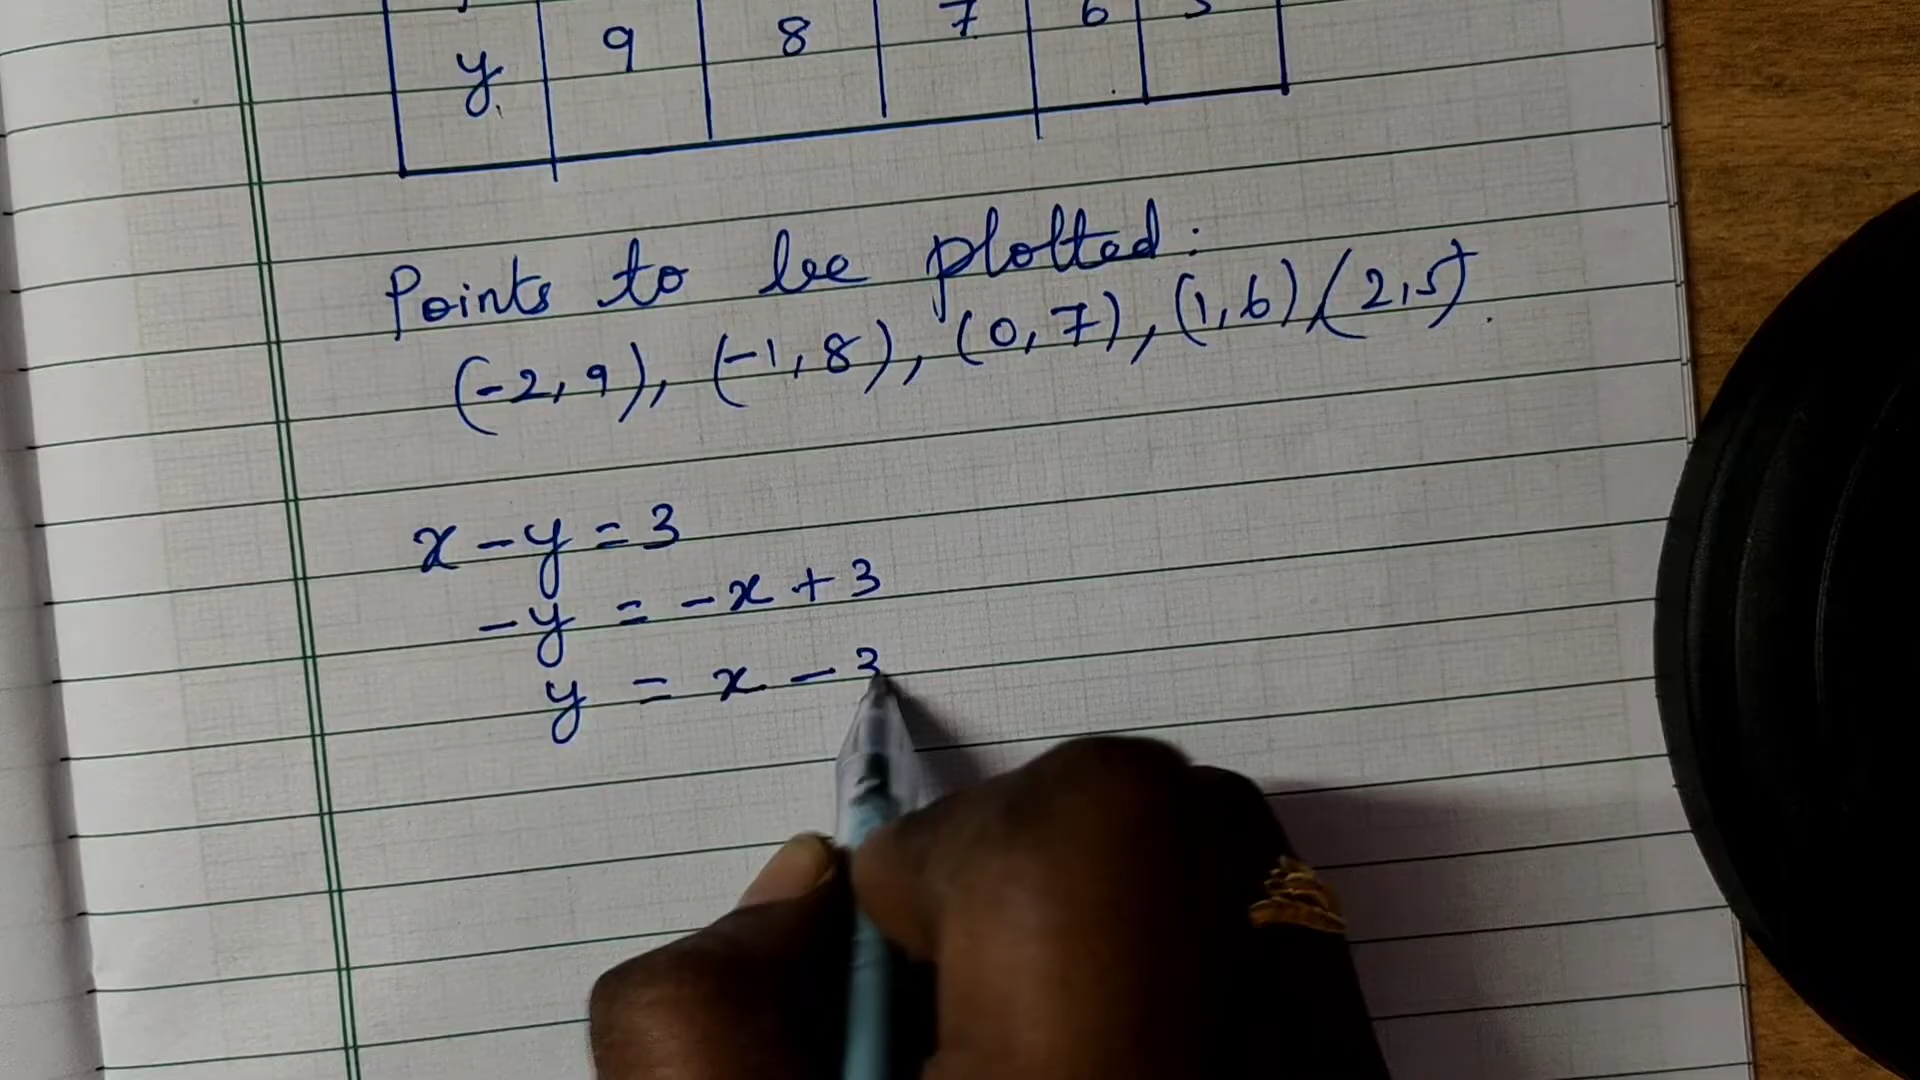 y 9 8 7 6 5
Points to be plotted:
(-2,9), (-1,8), (0,7), (1,6) (2,5).
x - y = 3
-y = -x + 3
y = x - 3